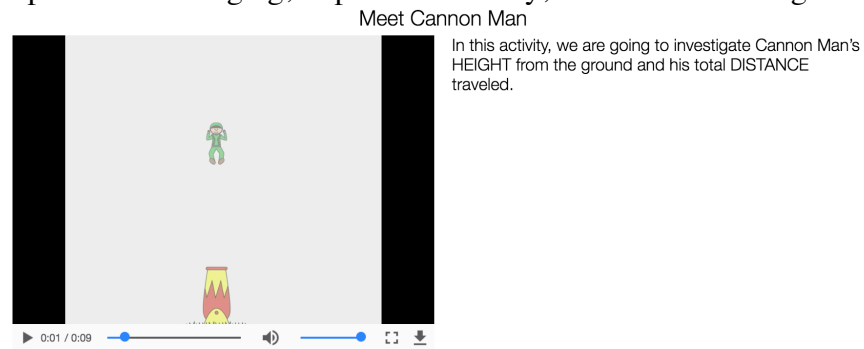 Meet Cannon Man
In this activity, we are going to investigate Cannon Man's
HEIGHT from the ground and his total DISTANCE
traveled.
0:01 / 0:09